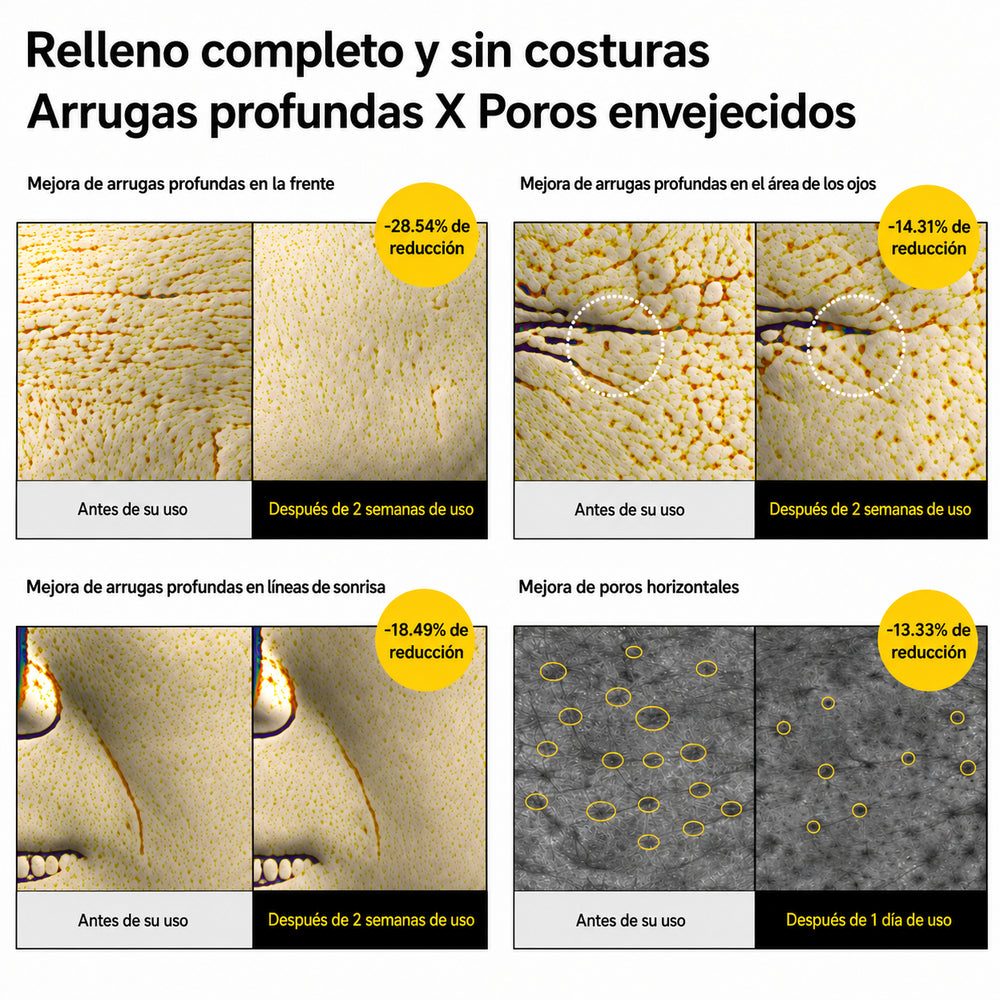 Relleno completo y sin costuras
Arrugas profundas X Poros envejecidos
Mejora de arrugas profundas en la frente
-28.54% de
reducción
Antes de su uso
Después de 2 semanas de uso
Mejora de arrugas profundas en el área de los ojos
-14.31% de
reducción
Antes de su uso
Después de 2 semanas de uso
Mejora de arrugas profundas en líneas de sonrisa
-18.49% de
reducción
Antes de su uso
Después de 2 semanas de uso
Mejora de poros horizontales
-13.33% de
reducción
Antes de su uso
Después de 1 día de uso